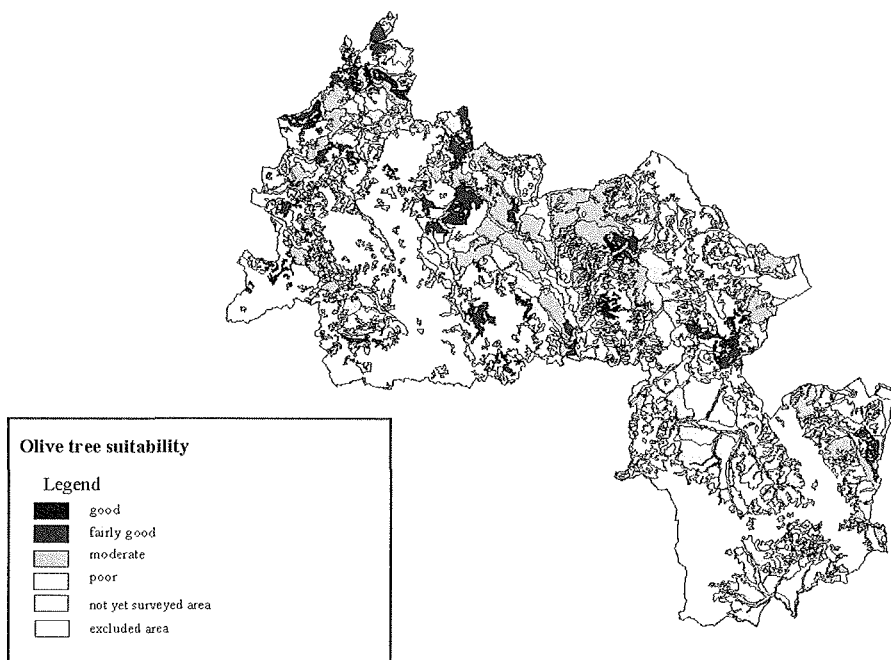 Olive tree suitability
Legend
good
fairly good
moderate
poor
not yet surveyed area
excluded area